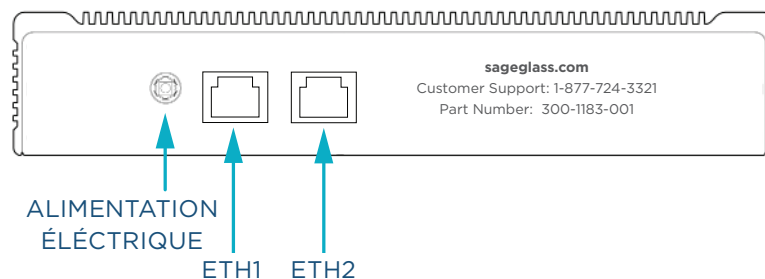 sageglass.com
Customer Support: 1-877-724-3321
Part Number: 300-1183-001
ALIMENTATION
ÉLÉCTRIQUE
ETH1 ETH2